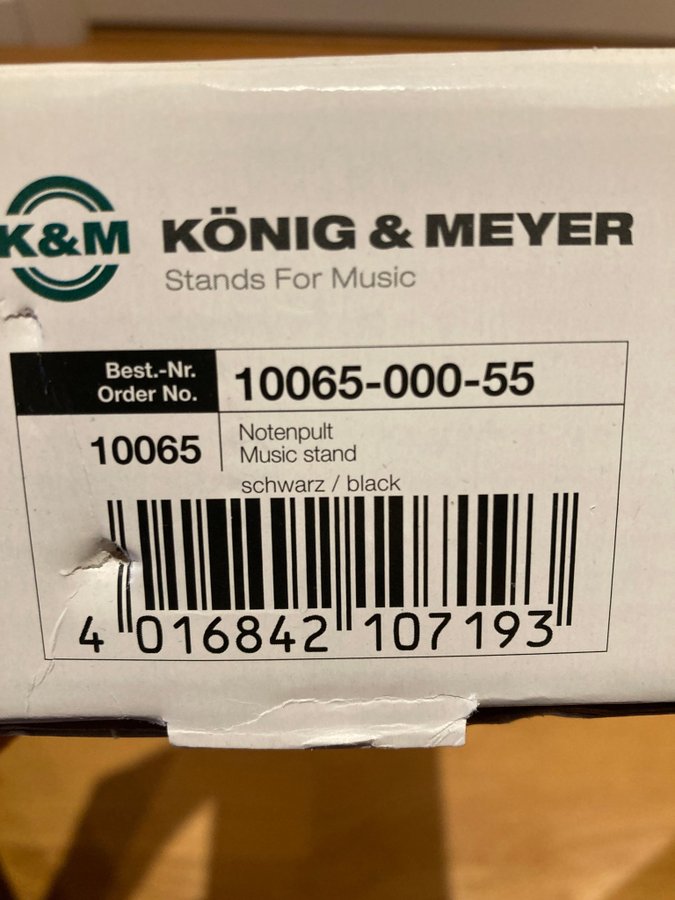 K&M KÖNIG & MEYER
Stands For Music
Best.-Nr.
Order No. 10065-000-55
10065 Notenpult
Music stand
schwarz / black
4 016842 107193